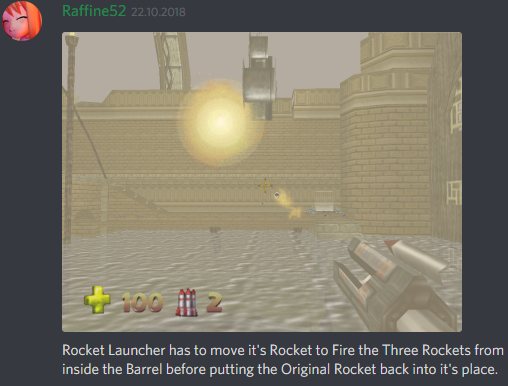 Raffine52 22.10.2018
100 2
Rocket Launcher has to move it's Rocket to Fire the Three Rockets from
inside the Barrel before putting the Original Rocket back into it's place.